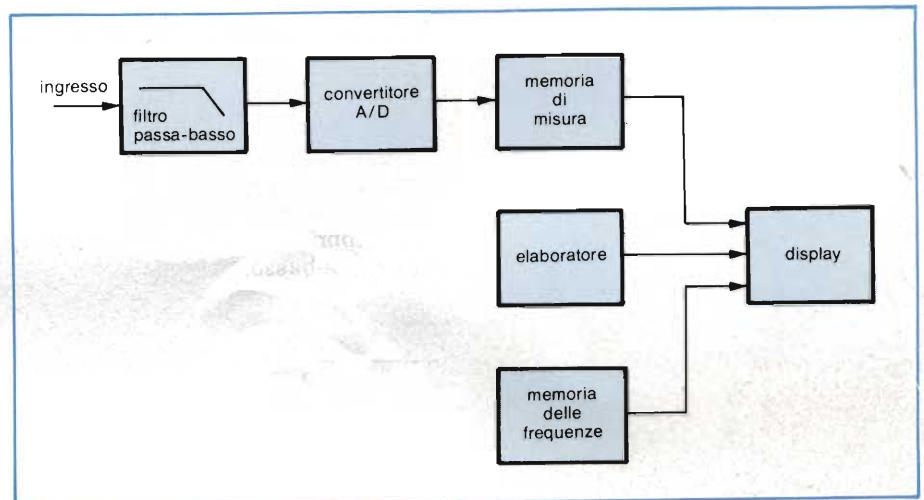 ingresso
filtro
passa-basso
convertitore
A/D
memoria
di
misura
elaboratore
display
memoria
delle
frequenze